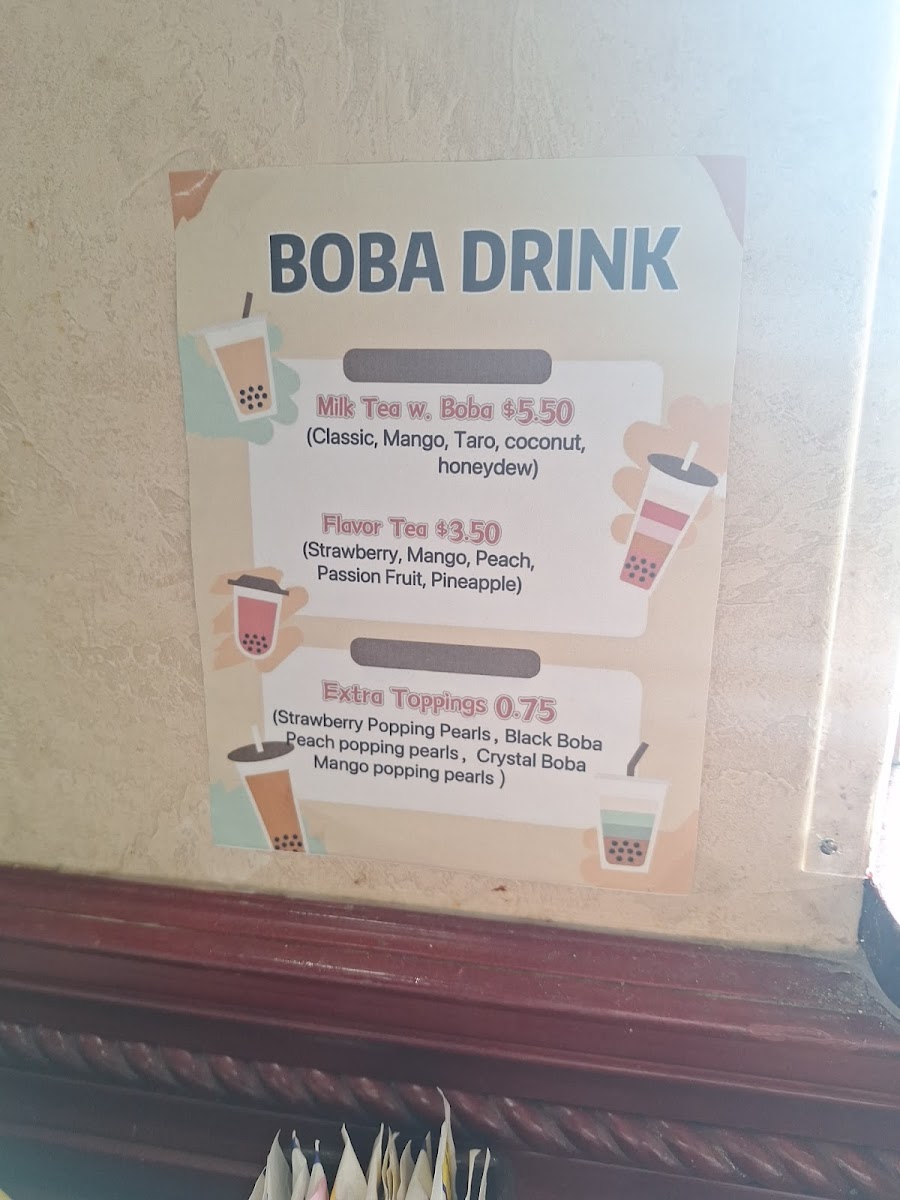 BOBA DRINK
Milk Tea w. Boba $5.50
(Classic, Mango, Taro, coconut,
honeydew)
Flavor Tea $3.50
(Strawberry, Mango, Peach,
Passion Fruit, Pineapple)
Extra Toppings 0.75
(Strawberry Popping Pearls, Black Boba
Peach popping pearls, Crystal Boba
Mango popping pearls )